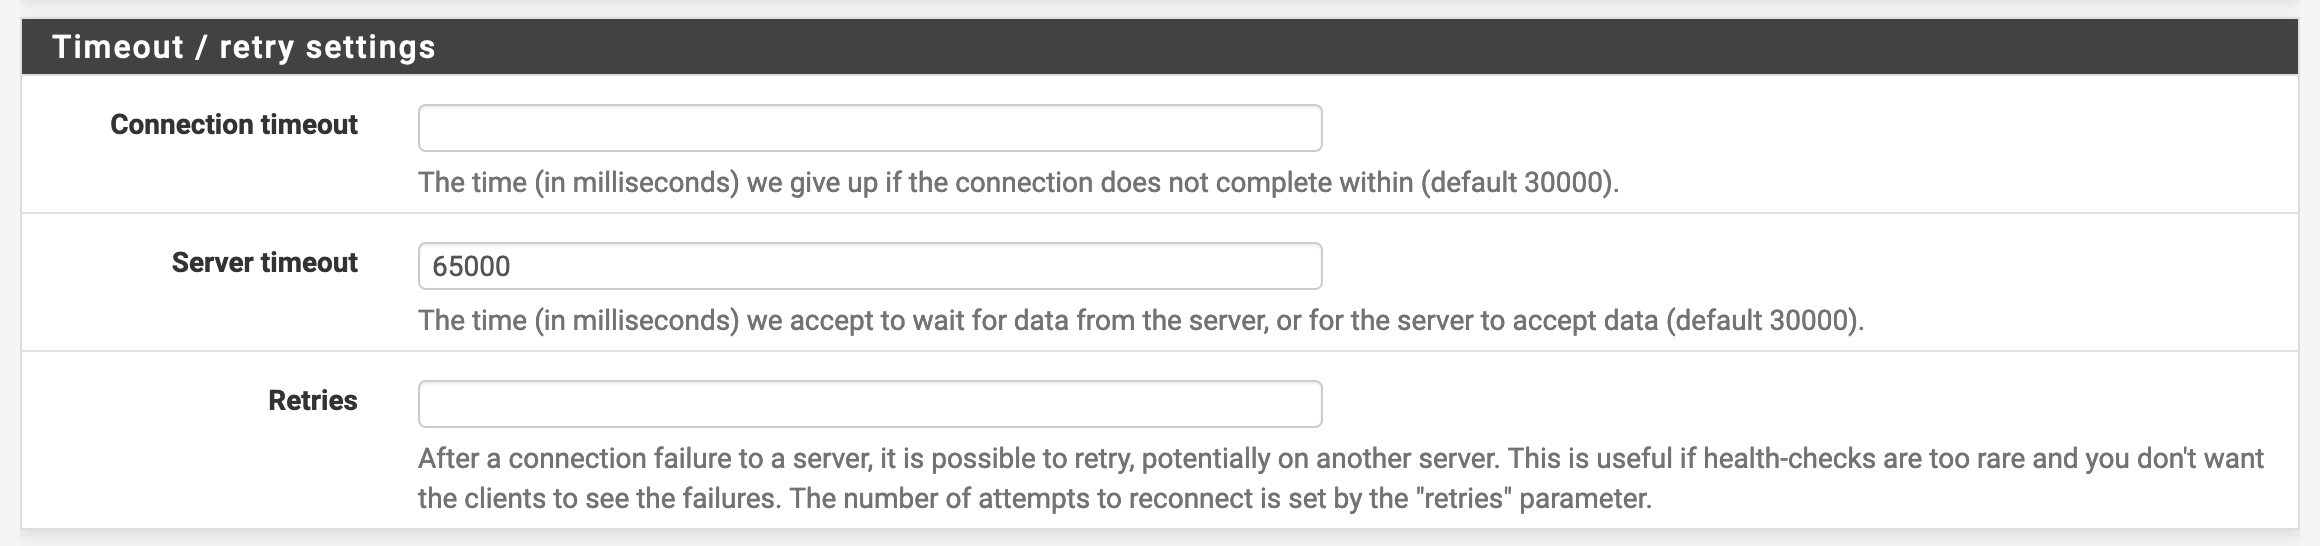 Timeout / retry settings
Connection timeout
The time (in milliseconds) we give up if the connection does not complete within (default 30000).
Server timeout
65000
The time (in milliseconds) we accept to wait for data from the server, or for the server to accept data (default 30000).
Retries
After a connection failure to a server, it is possible to retry, potentially on another server. This is useful if health-checks are too rare and you don't want
the clients to see the failures. The number of attempts to reconnect is set by the "retries" parameter.